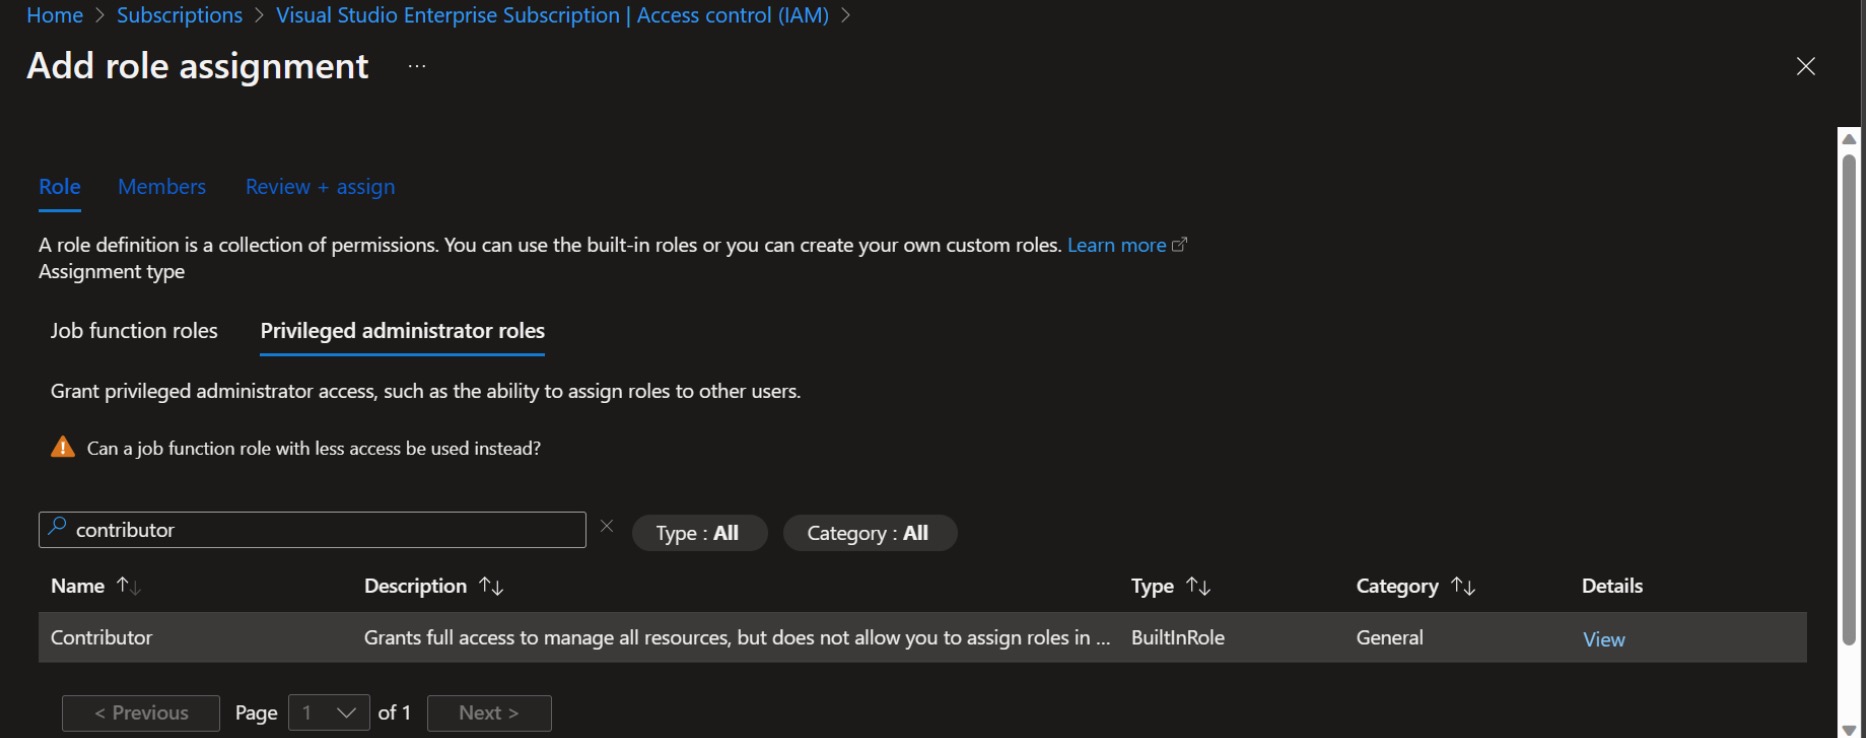 Home > Subscriptions > Visual Studio Enterprise Subscription | Access control (IAM) >
Add role assignment ...
Role Members Review + assign
A role definition is a collection of permissions. You can use the built-in roles or you can create your own custom roles. Learn more
Assignment type
Job function roles Privileged administrator roles
Grant privileged administrator access, such as the ability to assign roles to other users.
Can a job function role with less access be used instead?
contributor Type : All Category : All
Name ↑↓ Description ↑↓ Type ↑↓ Category ↑↓ Details
Contributor Grants full access to manage all resources, but does not allow you to assign roles in ... BuiltInRole General View
< Previous Page 1 of 1 Next >